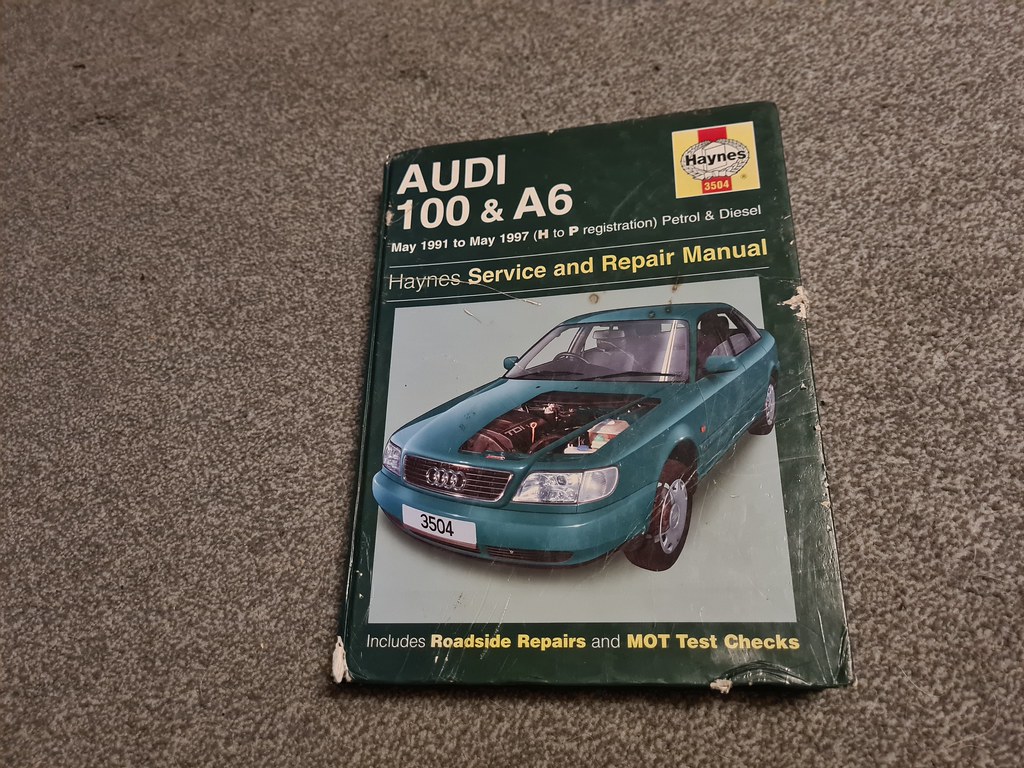 AUDI
100 & A6
Haynes
3504
May 1991 to May 1997 (H to P registration) Petrol & Diesel
Haynes Service and Repair Manual
TDI
3504
Includes Roadside Repairs and MOT Test Checks